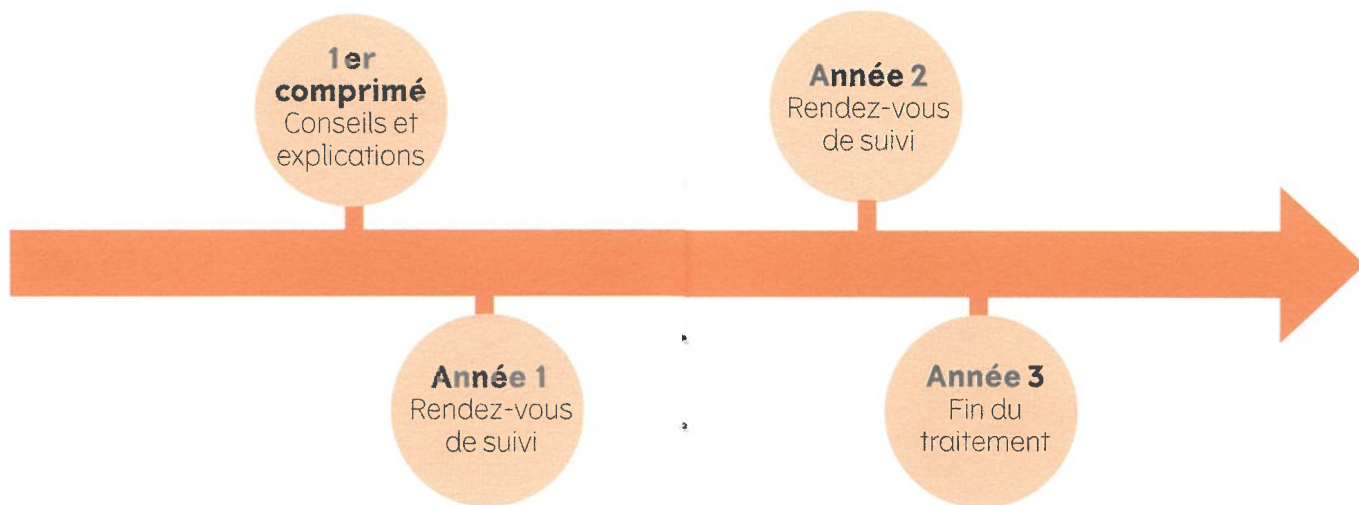 1er
comprimé
Conseils et
explications
Année 1
Rendez-vous
de suivi
Année 2
Rendez-vous
de suivi
Année 3
Fin du
traitement